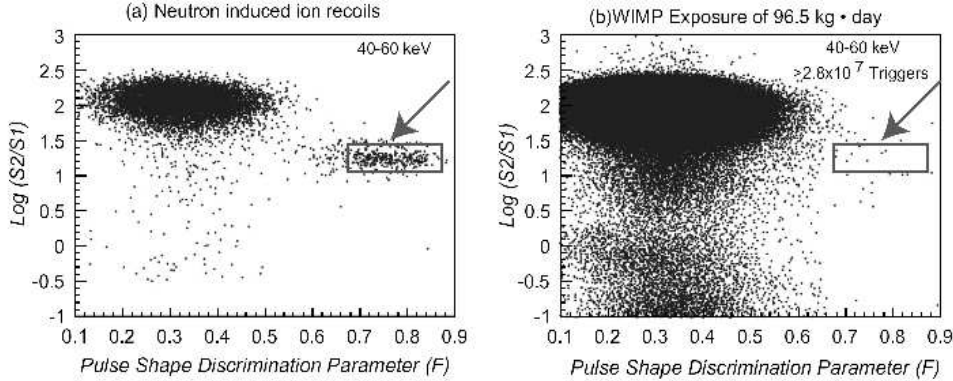 (a) Neutron induced ion recoils
40-60 keV
3
2.5
2
1.5
1
0.5
0
-0.5
-1
Log (S2/S1)
0.1 0.2 0.3 0.4 0.5 0.6 0.7 0.8 0.9
Pulse Shape Discrimination Parameter (F)
(b)WIMP Exposure of 96.5 kg • day
40-60 keV
>2.8x10 7 Triggers
3
2.5
2
1.5
1
0.5
0
-0.5
-1
Log (S2/S1)
0.1 0.2 0.3 0.4 0.5 0.6 0.7 0.8 0.9
Pulse Shape Discrimination Parameter (F)